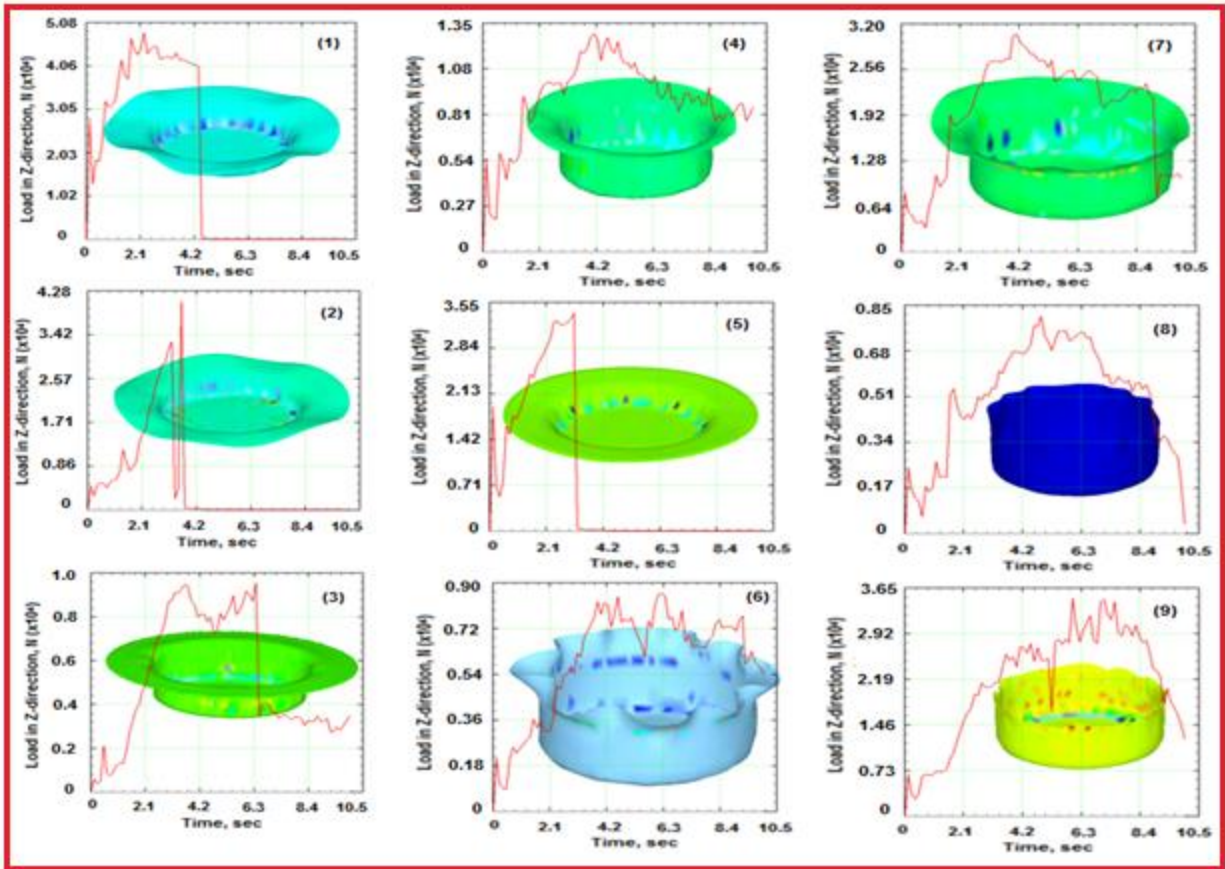 5.08
4.06
3.05
2.03
1.02
0
Load in Z-direction, N (x10⁴)
(1)
0 2.1 4.2 6.3 8.4 10.5
Time, sec
4.28
3.42
2.57
1.71
0.86
0
Load in Z-direction, N (x10⁴)
(2)
0 2.1 4.2 6.3 8.4 10.5
Time, sec
1.0
0.8
0.6
0.4
0.2
0
Load in Z-direction, N (x10⁴)
(3)
0 2.1 4.2 6.3 8.4 10.5
Time, sec
1.35
1.08
0.81
0.54
0.27
0
Load in Z-direction, N (x10⁴)
(4)
0 2.1 4.2 6.3 8.4 10.5
Time, sec
3.55
2.84
2.13
1.42
0.71
0
Load in Z-direction, N (x10⁴)
(5)
0 2.1 4.2 6.3 8.4 10.5
Time, sec
0.90
0.72
0.54
0.36
0.18
0
Load in Z-direction, N (x10⁴)
(6)
0 2.1 4.2 6.3 8.4 10.5
Time, sec
3.20
2.56
1.92
1.28
0.64
0
Load in Z-direction, N (x10⁴)
(7)
0 2.1 4.2 6.3 8.4 10.5
Time, sec
0.85
0.68
0.51
0.34
0.17
0
Load in Z-direction, N (x10⁴)
(8)
0 2.1 4.2 6.3 8.4 10.5
Time, sec
3.65
2.92
2.19
1.46
0.73
0
Load in Z-direction, N (x10⁴)
(9)
0 2.1 4.2 6.3 8.4 10.5
Time, sec